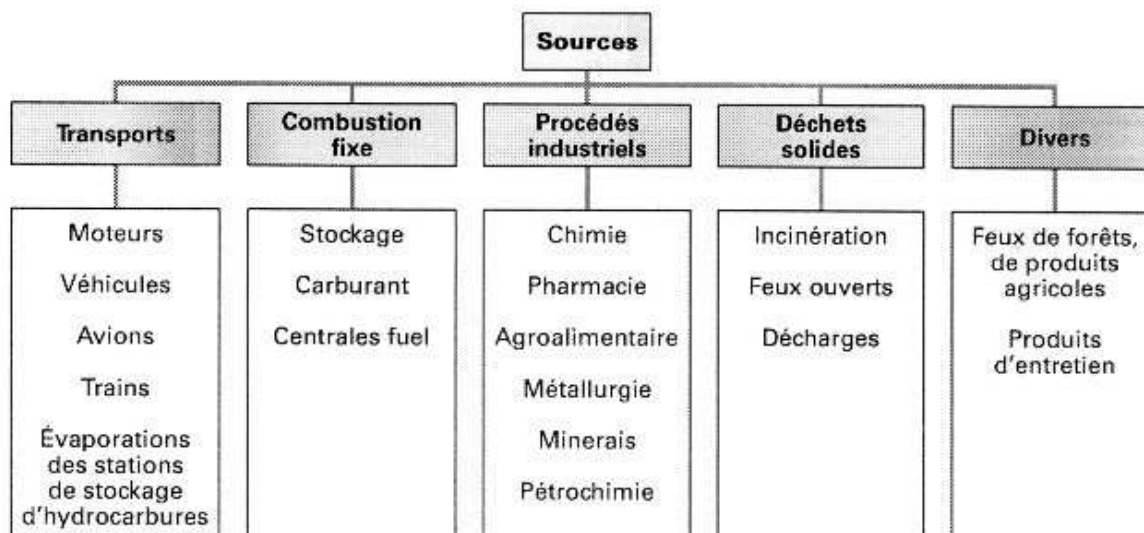 Sources
Transports
Combustion
fixe
Procédés
industriels
Déchets
solides
Divers
Moteurs
Véhicules
Avions
Trains
Évaporations
des stations
de stockage
d'hydrocarbures
Stockage
Carburant
Centrales fuel
Chimie
Pharmacie
Agroalimentaire
Métallurgie
Minerais
Pétrochimie
Incinération
Feux ouverts
Décharges
Feux de forêts,
de produits
agricoles
Produits
d'entretien